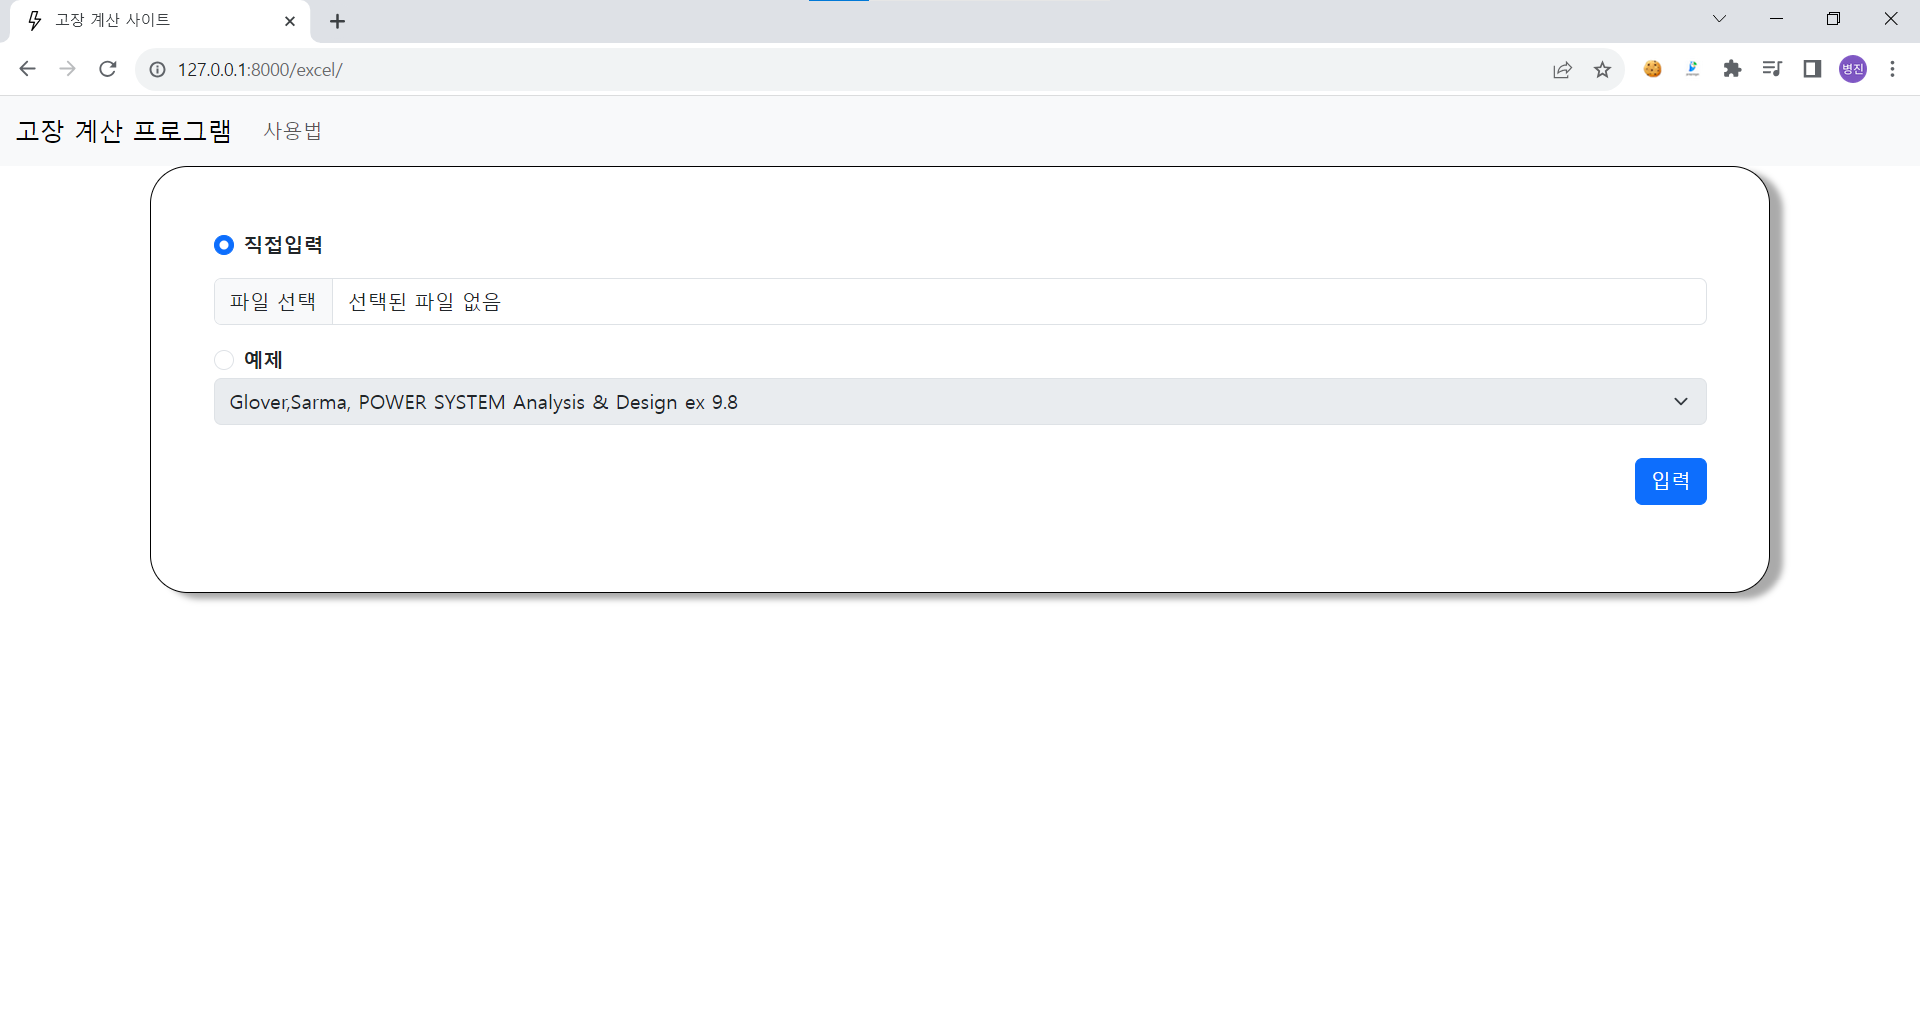 고장 계산 사이트
127.0.0.1:8000/excel/
병진
고장 계산 프로그램 사용법
직접입력
파일 선택 선택된 파일 없음
예제
Glover,Sarma, POWER SYSTEM Analysis & Design ex 9.8
입력